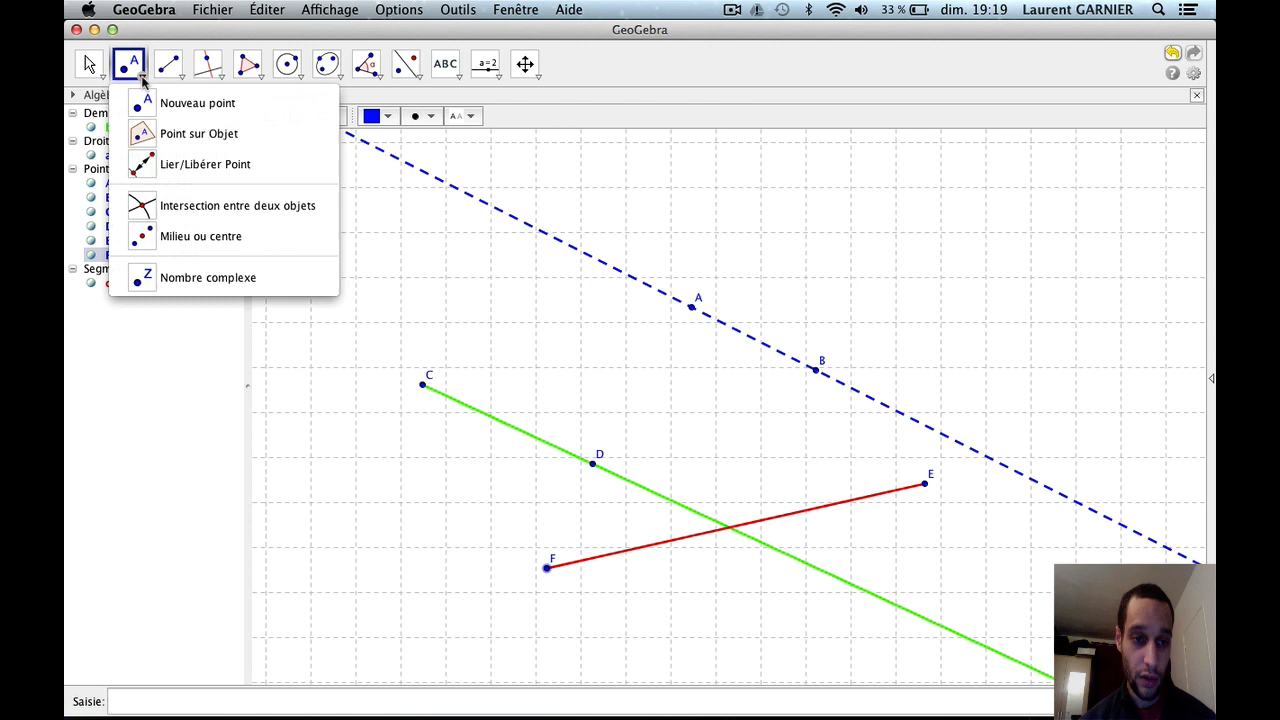 GeoGebra Fichier Éditer Affichage Options Outils Fenêtre Aide 33 % dim. 19:19 Laurent GARNIER
GeoGebra
A ABC a=2
Nouveau point
Point sur Objet
Lier/Libérer Point
Intersection entre deux objets
Milieu ou centre
Z Nombre complexe
Algè
Dem
Droit
Point
Segm
A
B
C
D
E
F
Saisie: